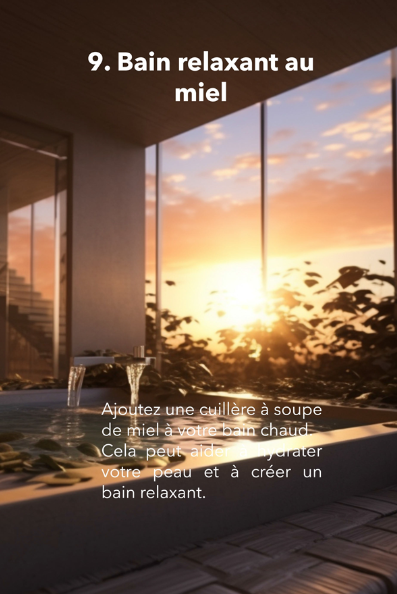 9. Bain relaxant au
miel
Ajoutez une cuillère à soupe
de miel à votre bain chaud.
Cela peut aider à hydrater
votre peau et à créer un
bain relaxant.